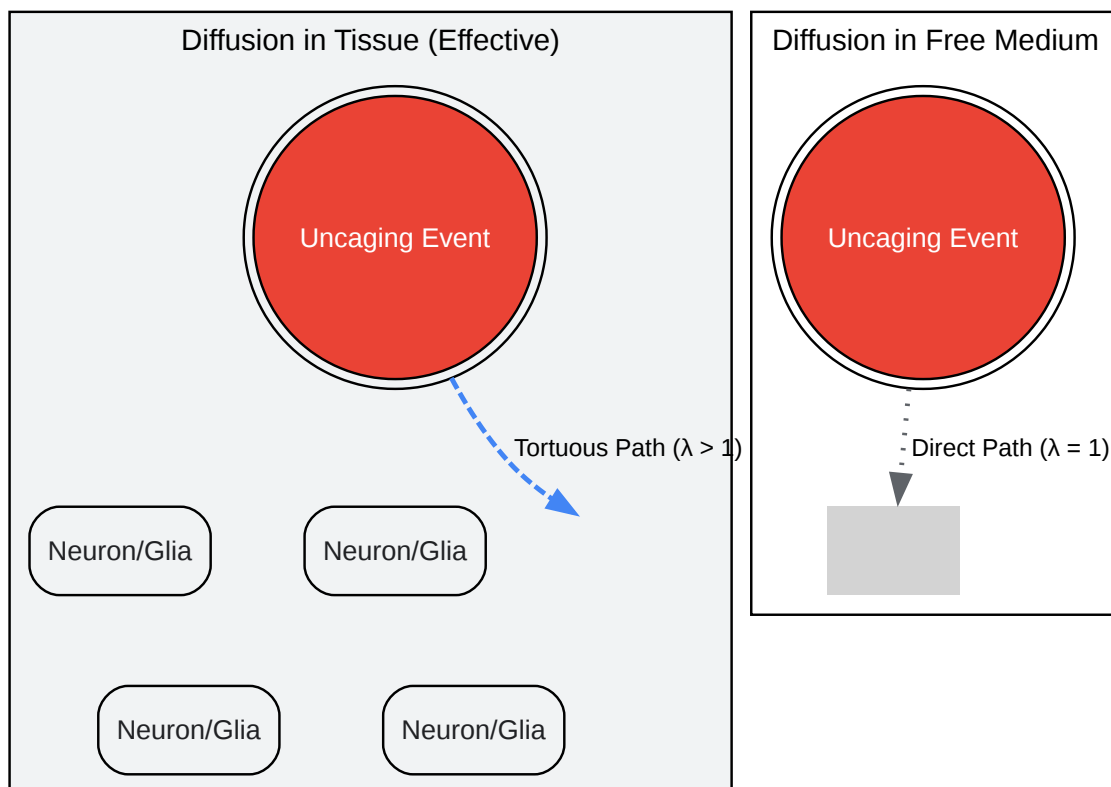 Diffusion in Tissue (Effective)
Uncaging Event
Tortuous Path (λ > 1)
Neuron/Glia
Neuron/Glia
Neuron/Glia
Neuron/Glia
Diffusion in Free Medium
Uncaging Event
Direct Path (λ = 1)